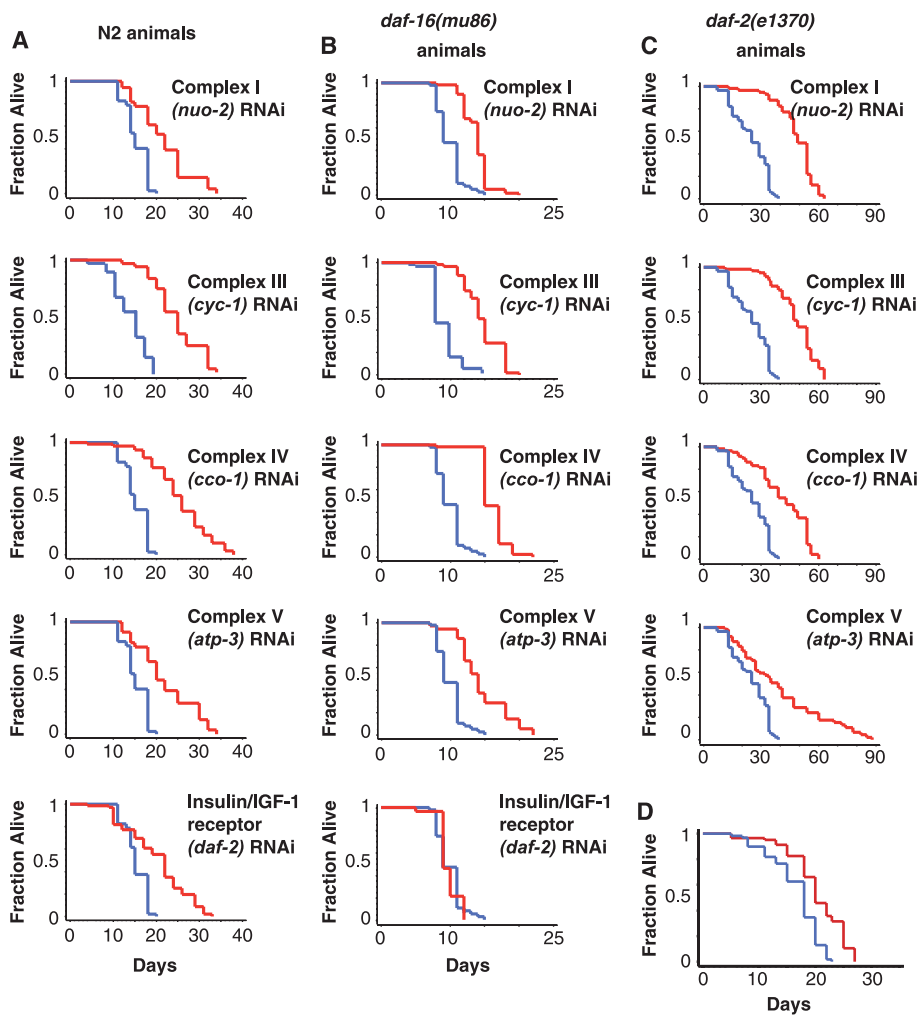 A
N2 animals
Fraction Alive
1
0.5
0
Complex I
(nuo-2) RNAi
0 10 20 30 40
Fraction Alive
1
0.5
0
Complex III
(cyc-1) RNAi
0 10 20 30 40
Fraction Alive
1
0.5
0
Complex IV
(cco-1) RNAi
0 10 20 30 40
Fraction Alive
1
0.5
0
Complex V
(atp-3) RNAi
0 10 20 30 40
Fraction Alive
1
0.5
0
Insulin/IGF-1
receptor
(daf-2) RNAi
0 10 20 30 40
Days
B
daf-16(mu86)
animals
Fraction Alive
1
0.5
0
Complex I
(nuo-2) RNAi
10 25
Fraction Alive
1
0.5
0
Complex III
(cyc-1) RNAi
10 25
Fraction Alive
1
0.5
0
Complex IV
(cco-1) RNAi
10 25
Fraction Alive
1
0.5
0
Complex V
(atp-3) RNAi
10 25
Fraction Alive
1
0.5
0
Insulin/IGF-1
receptor
(daf-2) RNAi
0 10 25
Days
C
daf-2(e1370)
animals
Fraction Alive
1
0.5
0
Complex I
(nuo-2) RNAi
0 30 60 90
Fraction Alive
1
0.5
0
Complex III
(cyc-1) RNAi
0 30 60 90
Fraction Alive
1
0.5
0
Complex IV
(cco-1) RNAi
0 30 60 90
Fraction Alive
1
0.5
0
Complex V
(atp-3) RNAi
0 30 60 90
D
Fraction Alive
1
0.5
0
0 10 20 30
Days